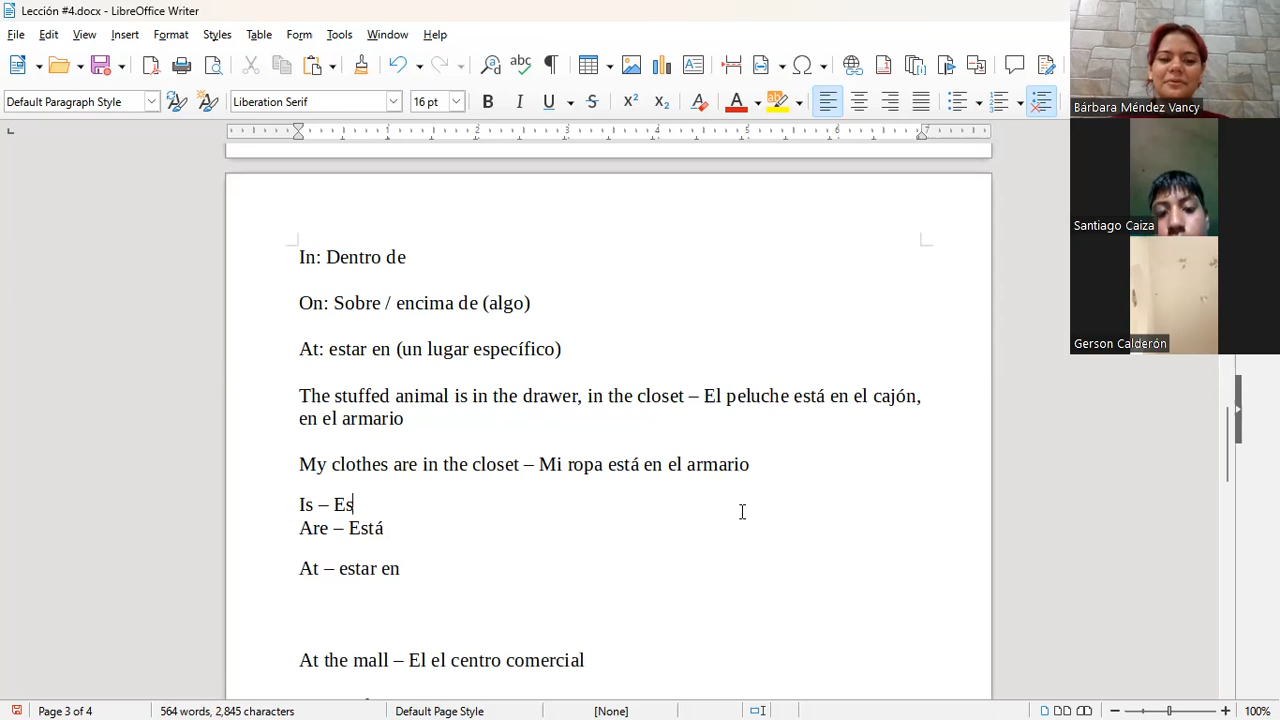 Lección #4.docx - LibreOffice Writer
File Edit View Insert Format Styles Table Form Tools Window Help
Default Paragraph Style
Liberation Serif
16 pt
In: Dentro de
On: Sobre / encima de (algo)
At: estar en (un lugar específico)
The stuffed animal is in the drawer, in the closet – El peluche está en el cajón,
en el armario
My clothes are in the closet – Mi ropa está en el armario
Is – Es
Are – Está
At – estar en
At the mall – El el centro comercial
Bárbara Méndez Vancy
Santiago Caiza
Gerson Calderón
Page 3 of 4
564 words, 2,845 characters
Default Page Style
[None]
100%